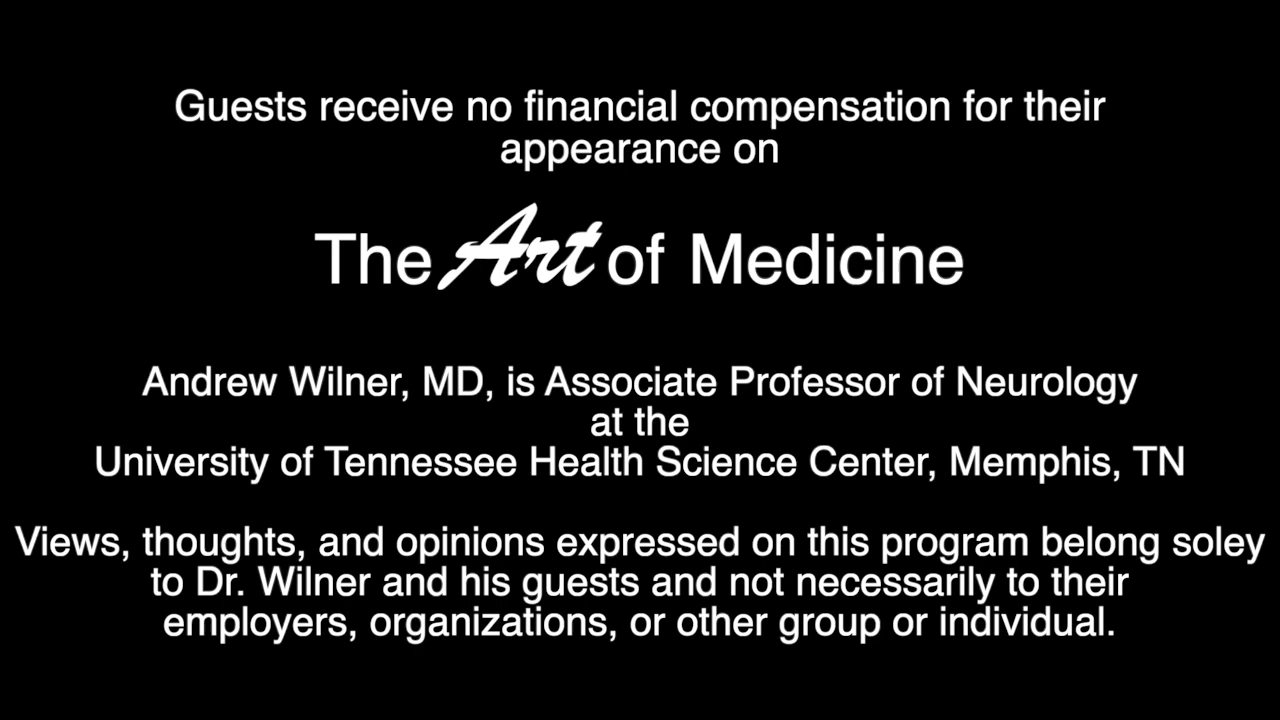 Guests receive no financial compensation for their
appearance on
The Art of Medicine
Andrew Wilner, MD, is Associate Professor of Neurology
at the
University of Tennessee Health Science Center, Memphis, TN
Views, thoughts, and opinions expressed on this program belong soley
to Dr. Wilner and his guests and not necessarily to their
employers, organizations, or other group or individual.